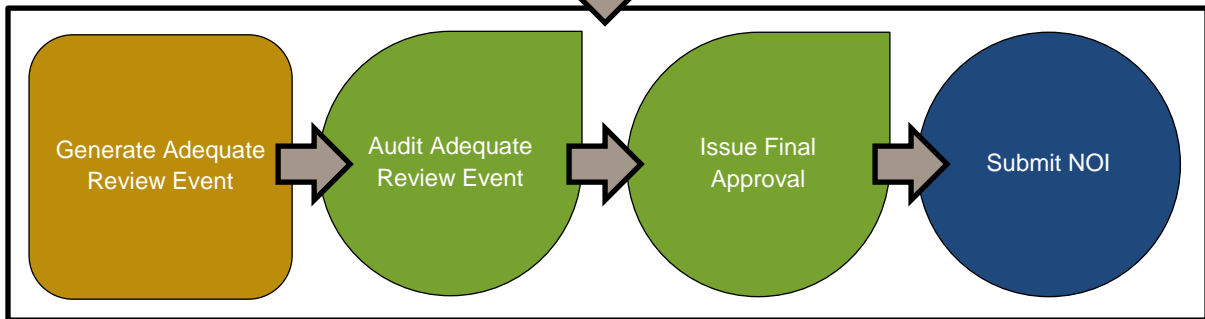 Generate Adequate
Review Event
Audit Adequate
Review Event
Issue Final
Approval
Submit NOI